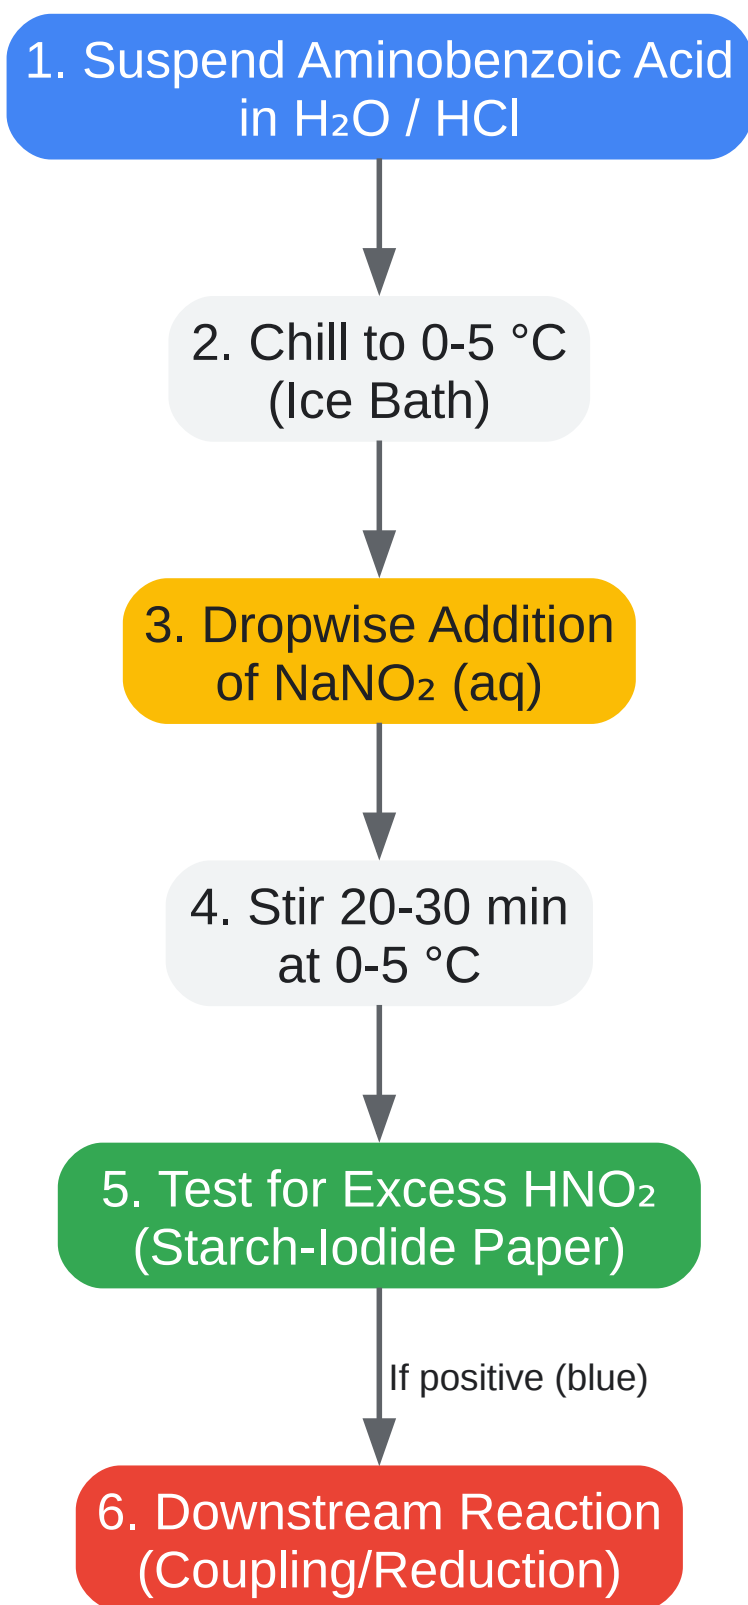 1. Suspend Aminobenzoic Acid
in H₂O / HCl
2. Chill to 0-5 °C
(Ice Bath)
3. Dropwise Addition
of NaNO₂ (aq)
4. Stir 20-30 min
at 0-5 °C
5. Test for Excess HNO₂
(Starch-Iodide Paper)
If positive (blue)
6. Downstream Reaction
(Coupling/Reduction)